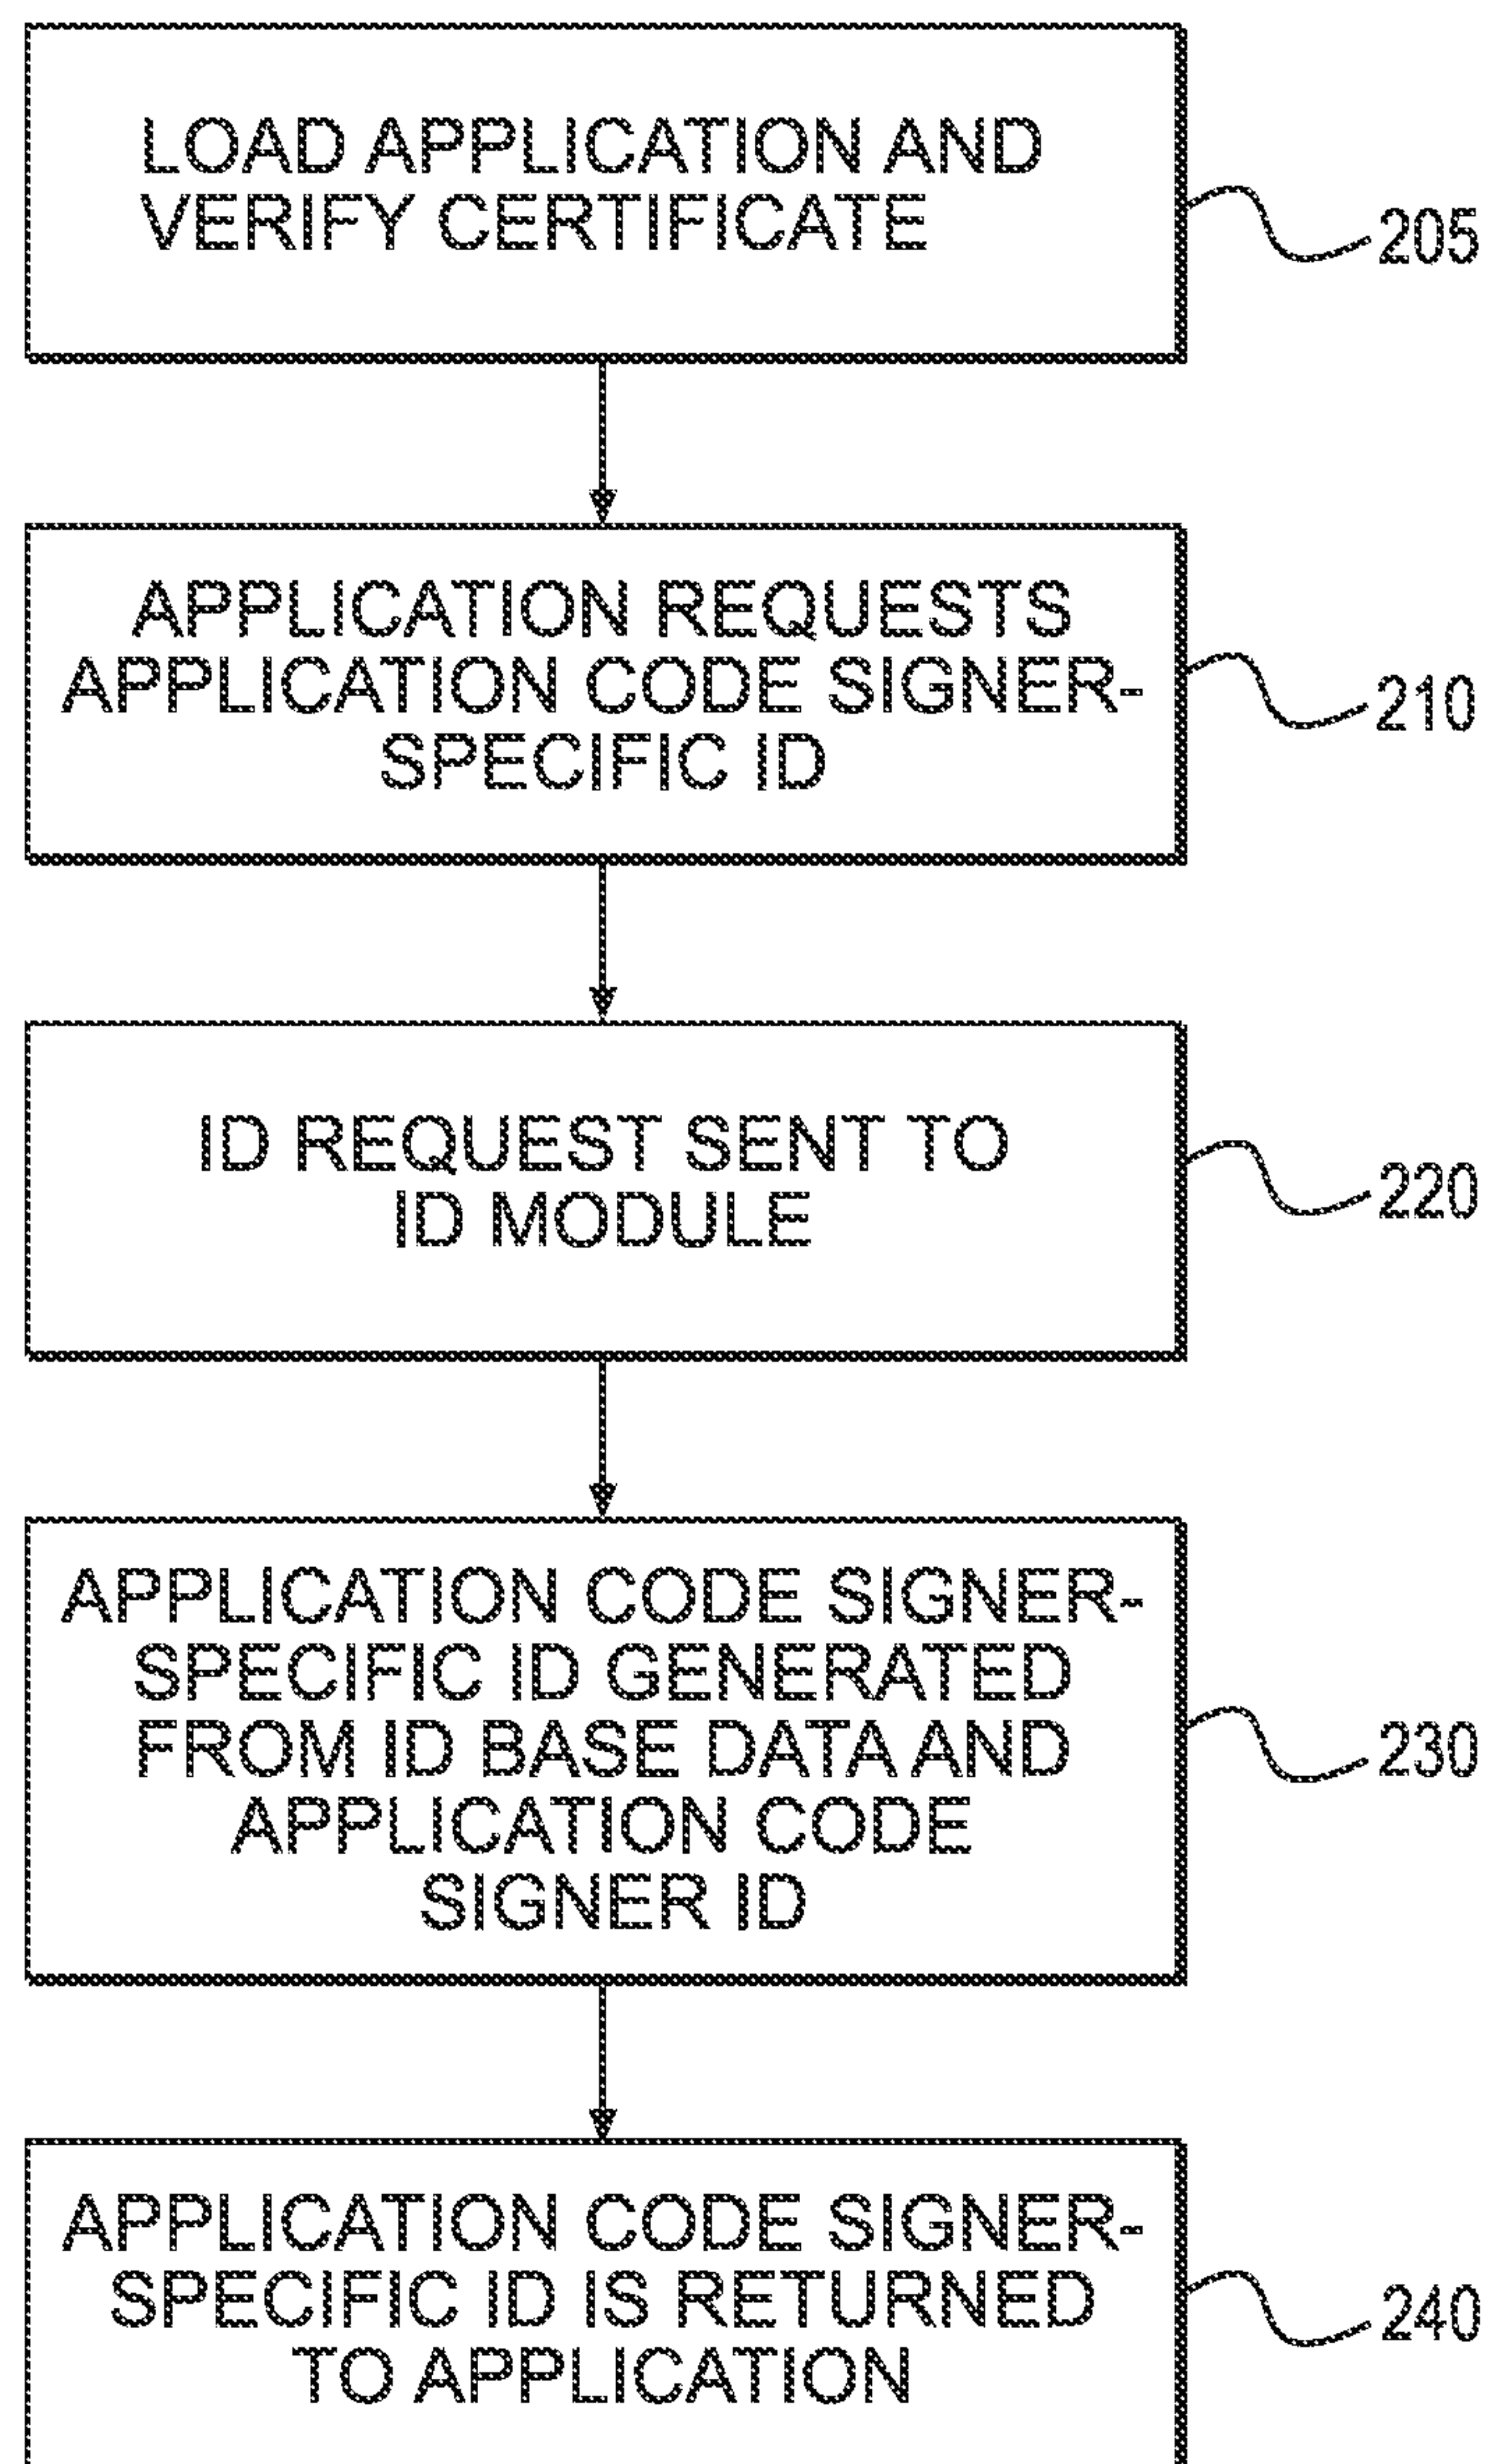 LOAD APPLICATION AND
VERIFY CERTIFICATE
205
APPLICATION REQUESTS
APPLICATION CODE SIGNER-
SPECIFIC ID
210
ID REQUEST SENT TO
ID MODULE
220
APPLICATION CODE SIGNER-
SPECIFIC ID GENERATED
FROM ID BASE DATA AND
APPLICATION CODE
SIGNER ID
230
APPLICATION CODE SIGNER-
SPECIFIC ID IS RETURNED
TO APPLICATION
240